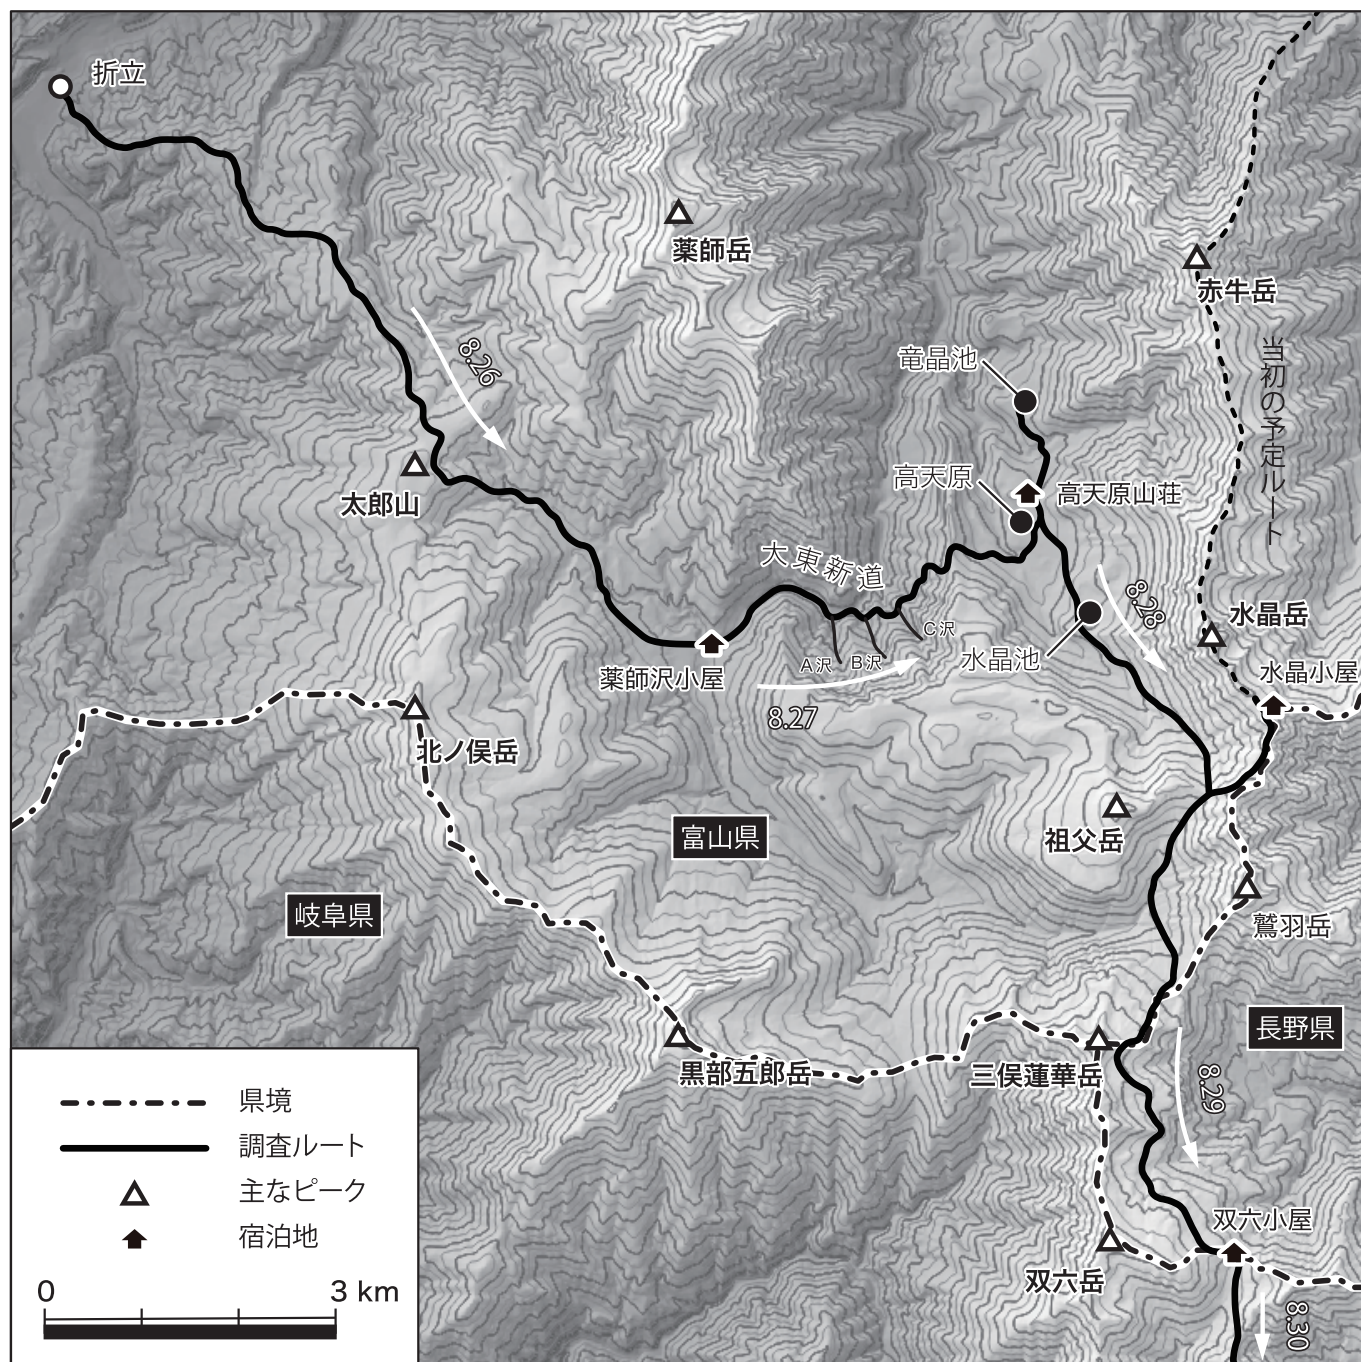 折立
薬師岳
赤牛岳
8.26
竜晶池
当初の予定ルート
高天原
高天原山荘
太郎山
大東新道
8.28
水晶岳
C沢
B沢
A沢
水晶池
薬師沢小屋
水晶小屋
8.27
北ノ俣岳
富山県
祖父岳
岐阜県
鷲羽岳
長野県
黒部五郎岳
三俣蓮華岳
8.29
県境
調査ルート
主なピーク
宿泊地
双六小屋
双六岳
0
3 km
8.30